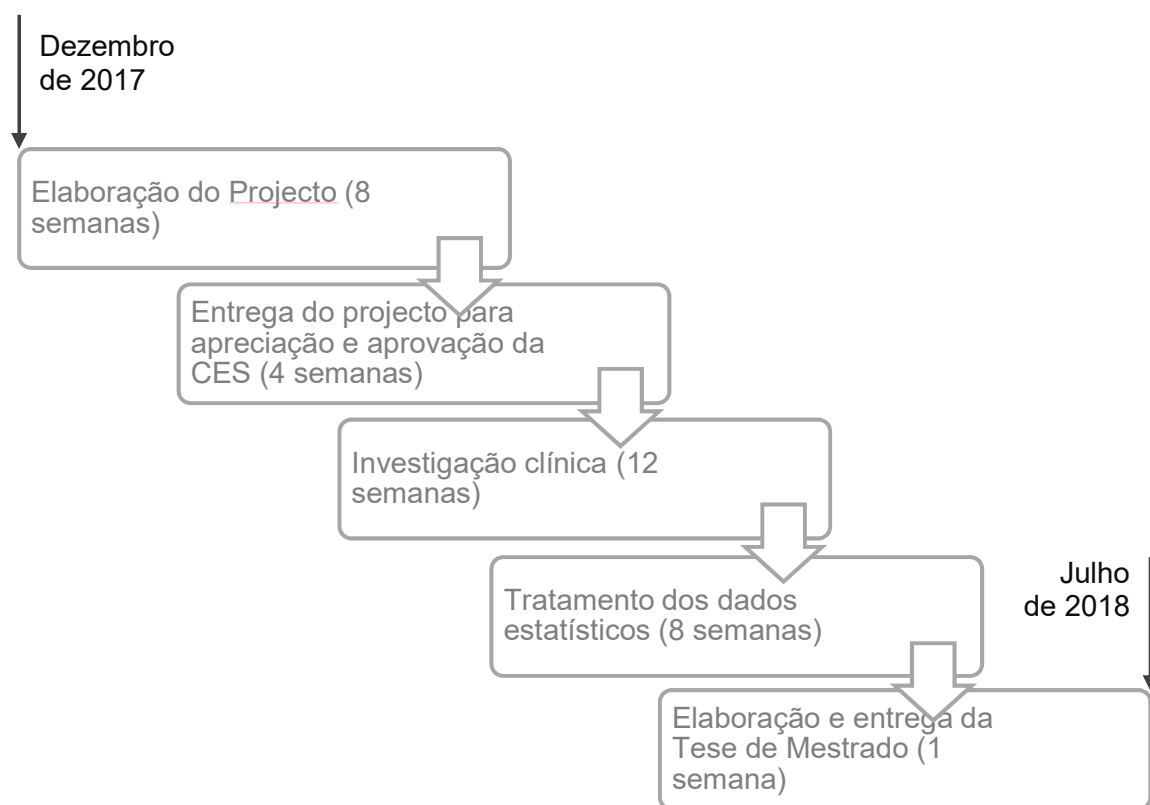 Dezembro
de 2017
Elaboração do Projecto (8
semanas)
Entrega do projecto para
apreciação e aprovação da
CES (4 semanas)
Investigação clínica (12
semanas)
Tratamento dos dados
estatísticos (8 semanas)
Julho
de 2018
Elaboração e entrega da
Tese de Mestrado (1
semana)